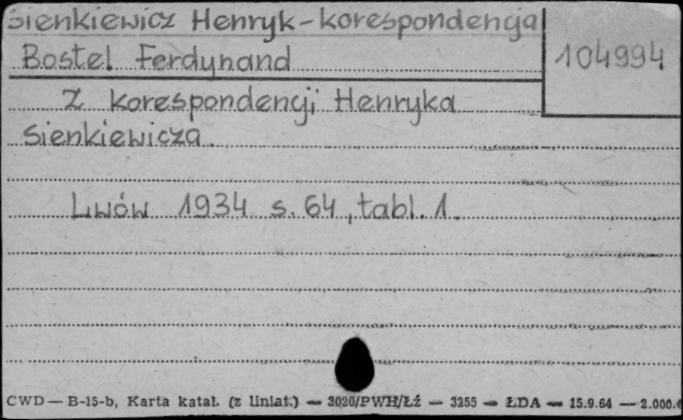 Sienkiewicz Henryk - korespondencja
Bostel Ferdynand
104994
Z korespondencji Henryka
Sienkiewicza.
Lwów 1934 s. 64, tabl. 1.
CWD — B-15-b, Karta katal. (z liniat.) — 3020/PWH/Łź — 3255 — ŁDA — 15.9.64 — 2.000.